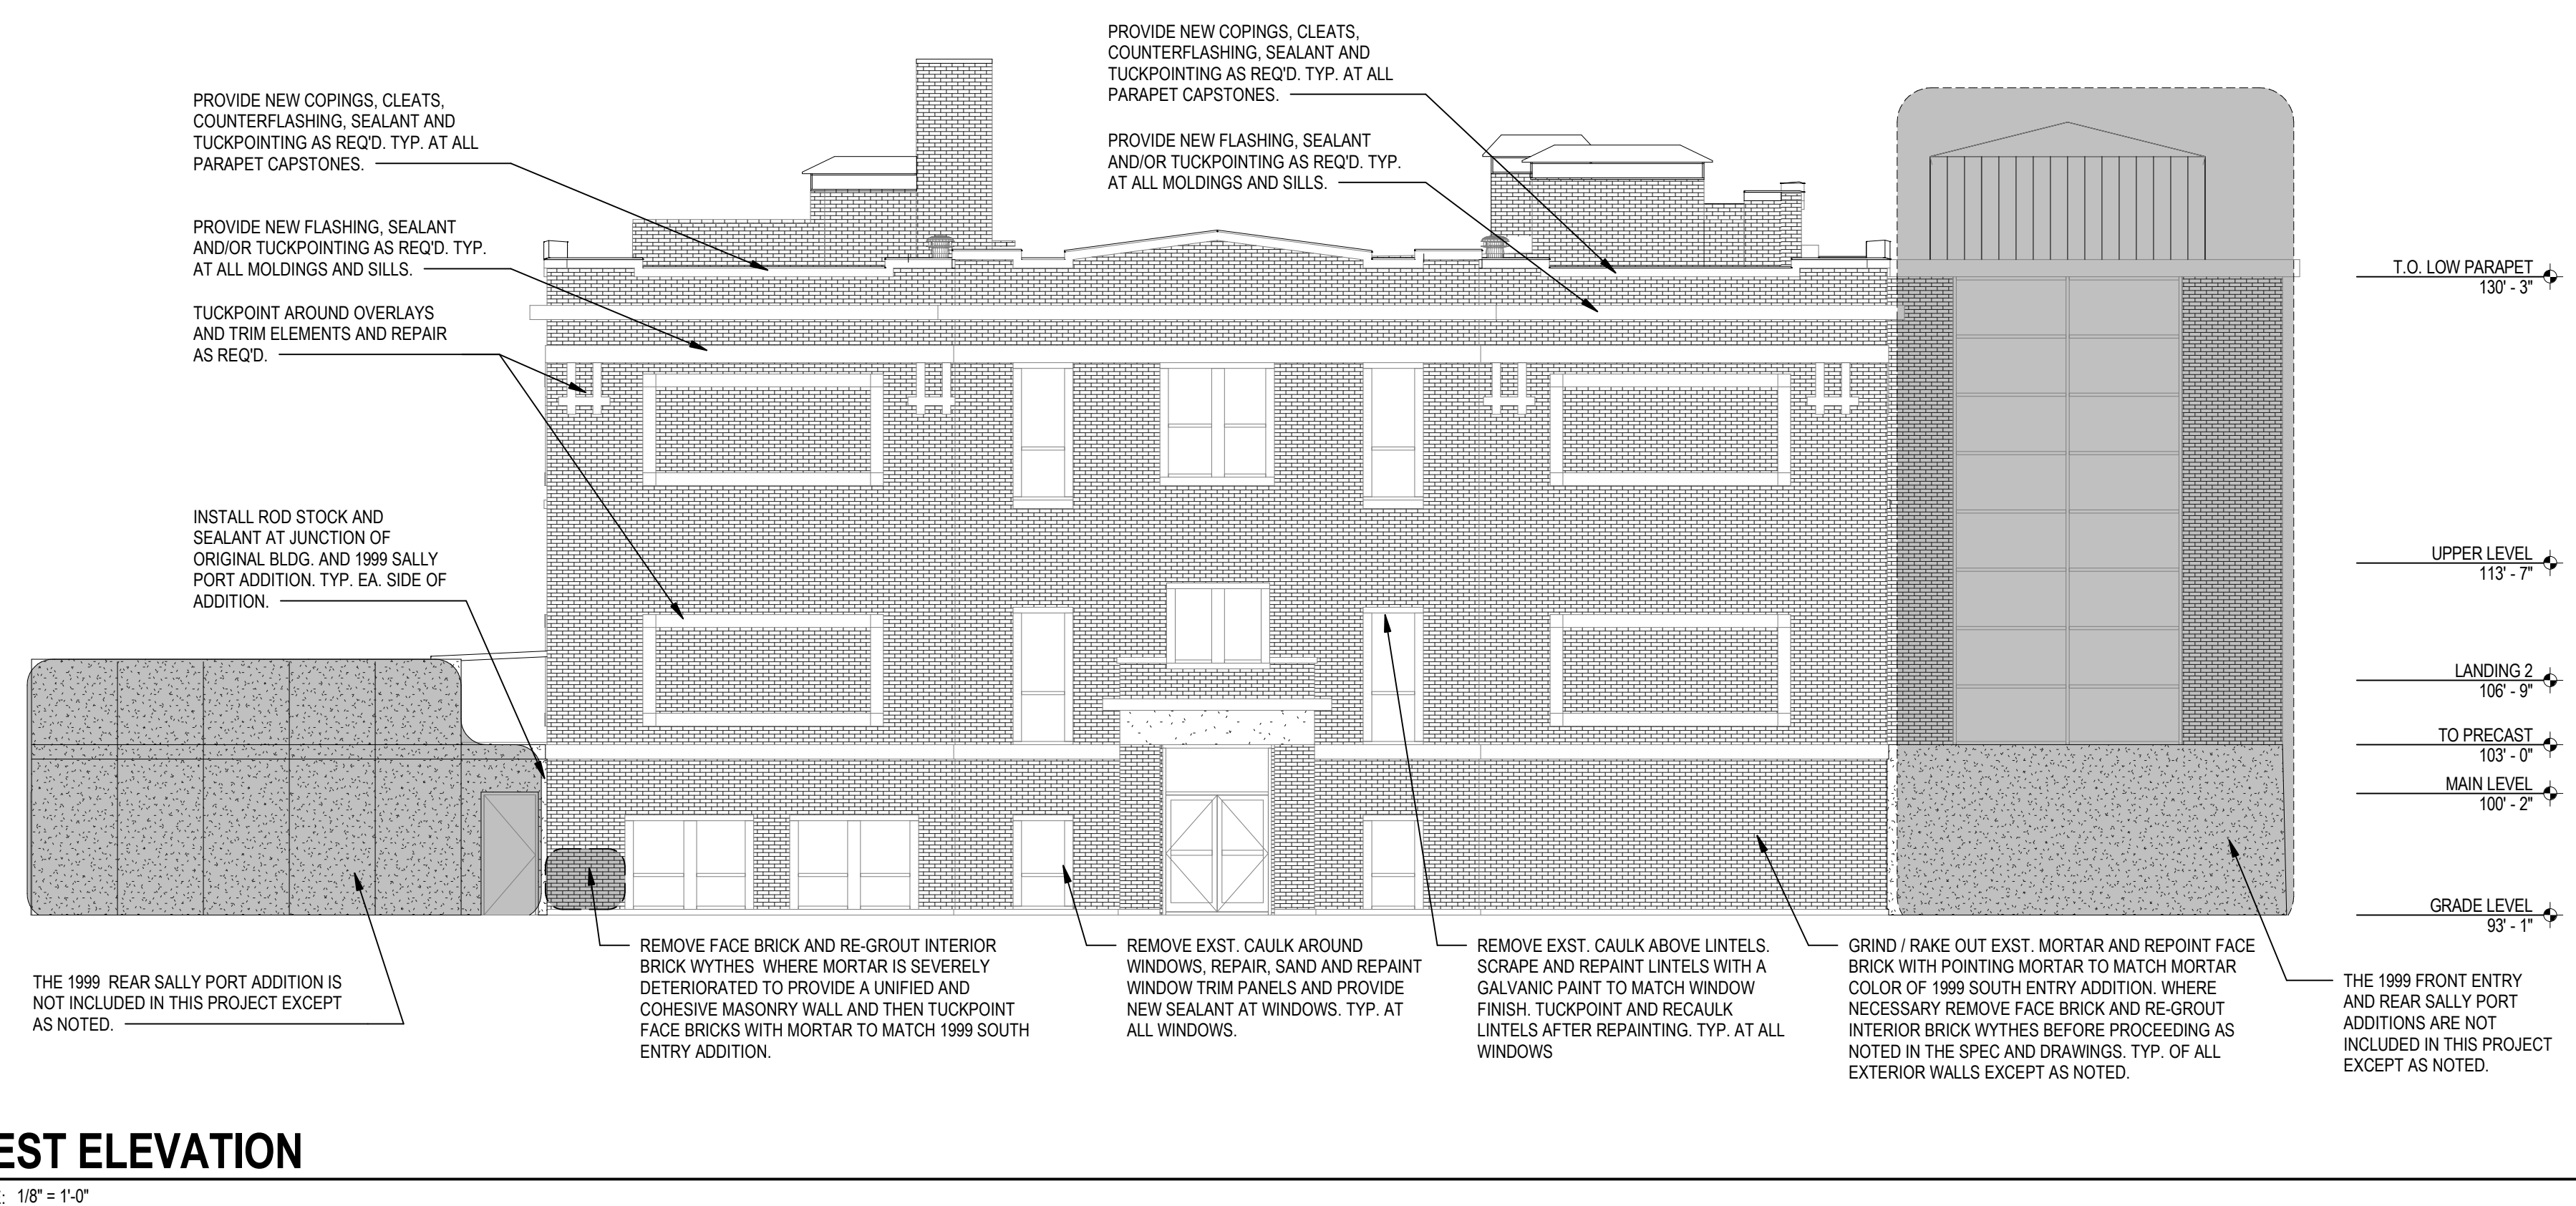 PROVIDE NEW COPINGS, CLEATS,
COUNTERFLASHING, SEALANT AND
TUCKPOINTING AS REQ'D. TYP. AT ALL
PARAPET CAPSTONES.
PROVIDE NEW FLASHING, SEALANT
AND/OR TUCKPOINTING AS REQ'D. TYP.
AT ALL MOLDINGS AND SILLS.
TUCKPOINT AROUND OVERLAYS
AND TRIM ELEMENTS AND REPAIR
AS REQ'D.
INSTALL ROD STOCK AND
SEALANT AT JUNCTION OF
ORIGINAL BLDG. AND 1999 SALLY
PORT ADDITION. TYP. EA. SIDE OF
ADDITION.
PROVIDE NEW COPINGS, CLEATS,
COUNTERFLASHING, SEALANT AND
TUCKPOINTING AS REQ'D. TYP. AT ALL
PARAPET CAPSTONES.
PROVIDE NEW FLASHING, SEALANT
AND/OR TUCKPOINTING AS REQ'D. TYP.
AT ALL MOLDINGS AND SILLS.
T.O. LOW PARAPET
130' - 3"
UPPER LEVEL
113' - 7"
LANDING 2
106' - 9"
TO PRECAST
103' - 0"
MAIN LEVEL
100' - 2"
GRADE LEVEL
93' - 1"
THE 1999 REAR SALLY PORT ADDITION IS
NOT INCLUDED IN THIS PROJECT EXCEPT
AS NOTED.
REMOVE FACE BRICK AND RE-GROUT INTERIOR
BRICK WYTHES WHERE MORTAR IS SEVERELY
DETERIORATED TO PROVIDE A UNIFIED AND
COHESIVE MASONRY WALL AND THEN TUCKPOINT
FACE BRICKS WITH MORTAR TO MATCH 1999 SOUTH
ENTRY ADDITION.
REMOVE EXST. CAULK AROUND
WINDOWS, REPAIR, SAND AND REPAINT
WINDOW TRIM PANELS AND PROVIDE
NEW SEALANT AT WINDOWS. TYP. AT
ALL WINDOWS.
REMOVE EXST. CAULK ABOVE LINTELS.
SCRAPE AND REPAINT LINTELS WITH A
GALVANIC PAINT TO MATCH WINDOW
FINISH. TUCKPOINT AND RECAULK
LINTELS AFTER REPAINTING. TYP. AT ALL
WINDOWS
GRIND / RAKE OUT EXST. MORTAR AND REPOINT FACE
BRICK WITH POINTING MORTAR TO MATCH MORTAR
COLOR OF 1999 SOUTH ENTRY ADDITION. WHERE
NECESSARY REMOVE FACE BRICK AND RE-GROUT
INTERIOR BRICK WYTHES BEFORE PROCEEDING AS
NOTED IN THE SPEC AND DRAWINGS. TYP. OF ALL
EXTERIOR WALLS EXCEPT AS NOTED.
THE 1999 FRONT ENTRY
AND REAR SALLY PORT
ADDITIONS ARE NOT
INCLUDED IN THIS PROJECT
EXCEPT AS NOTED.
EST ELEVATION
: 1/8" = 1'-0"